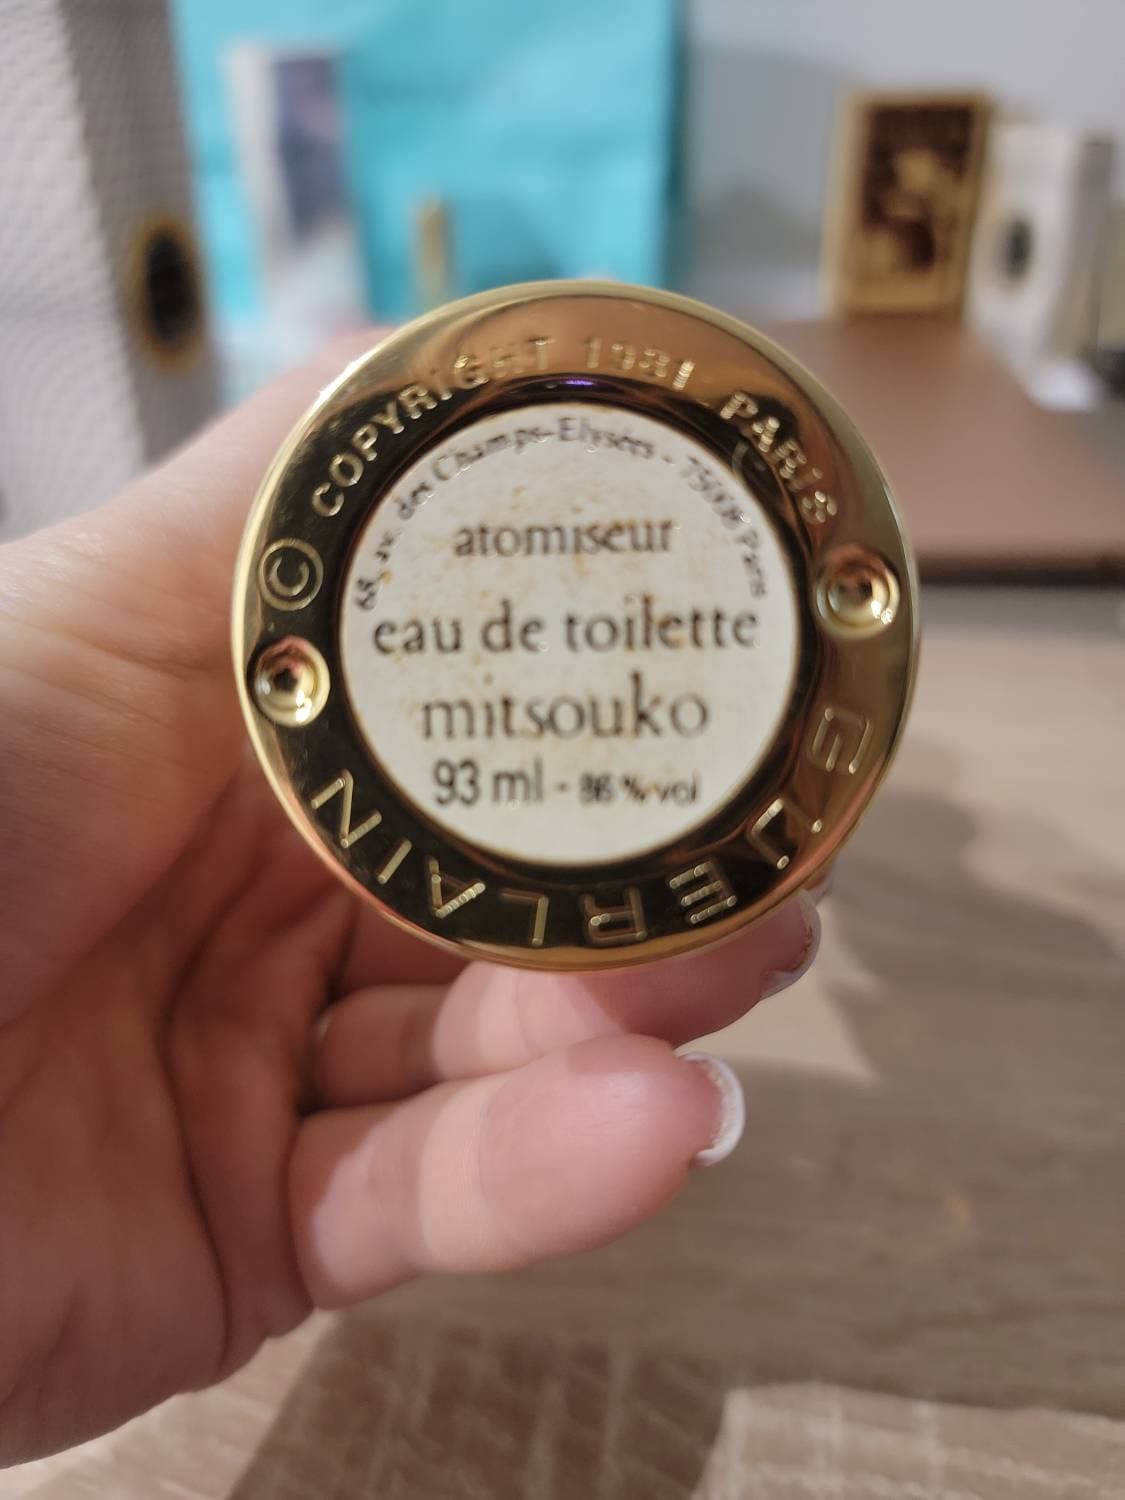 © COPYRIGHT 1981 PARIS
GUERLAIN
68, av. des Champs-Elysées - 75008 Paris
atomiseur
eau de toilette
mitsouko
93 ml - 86 % vol